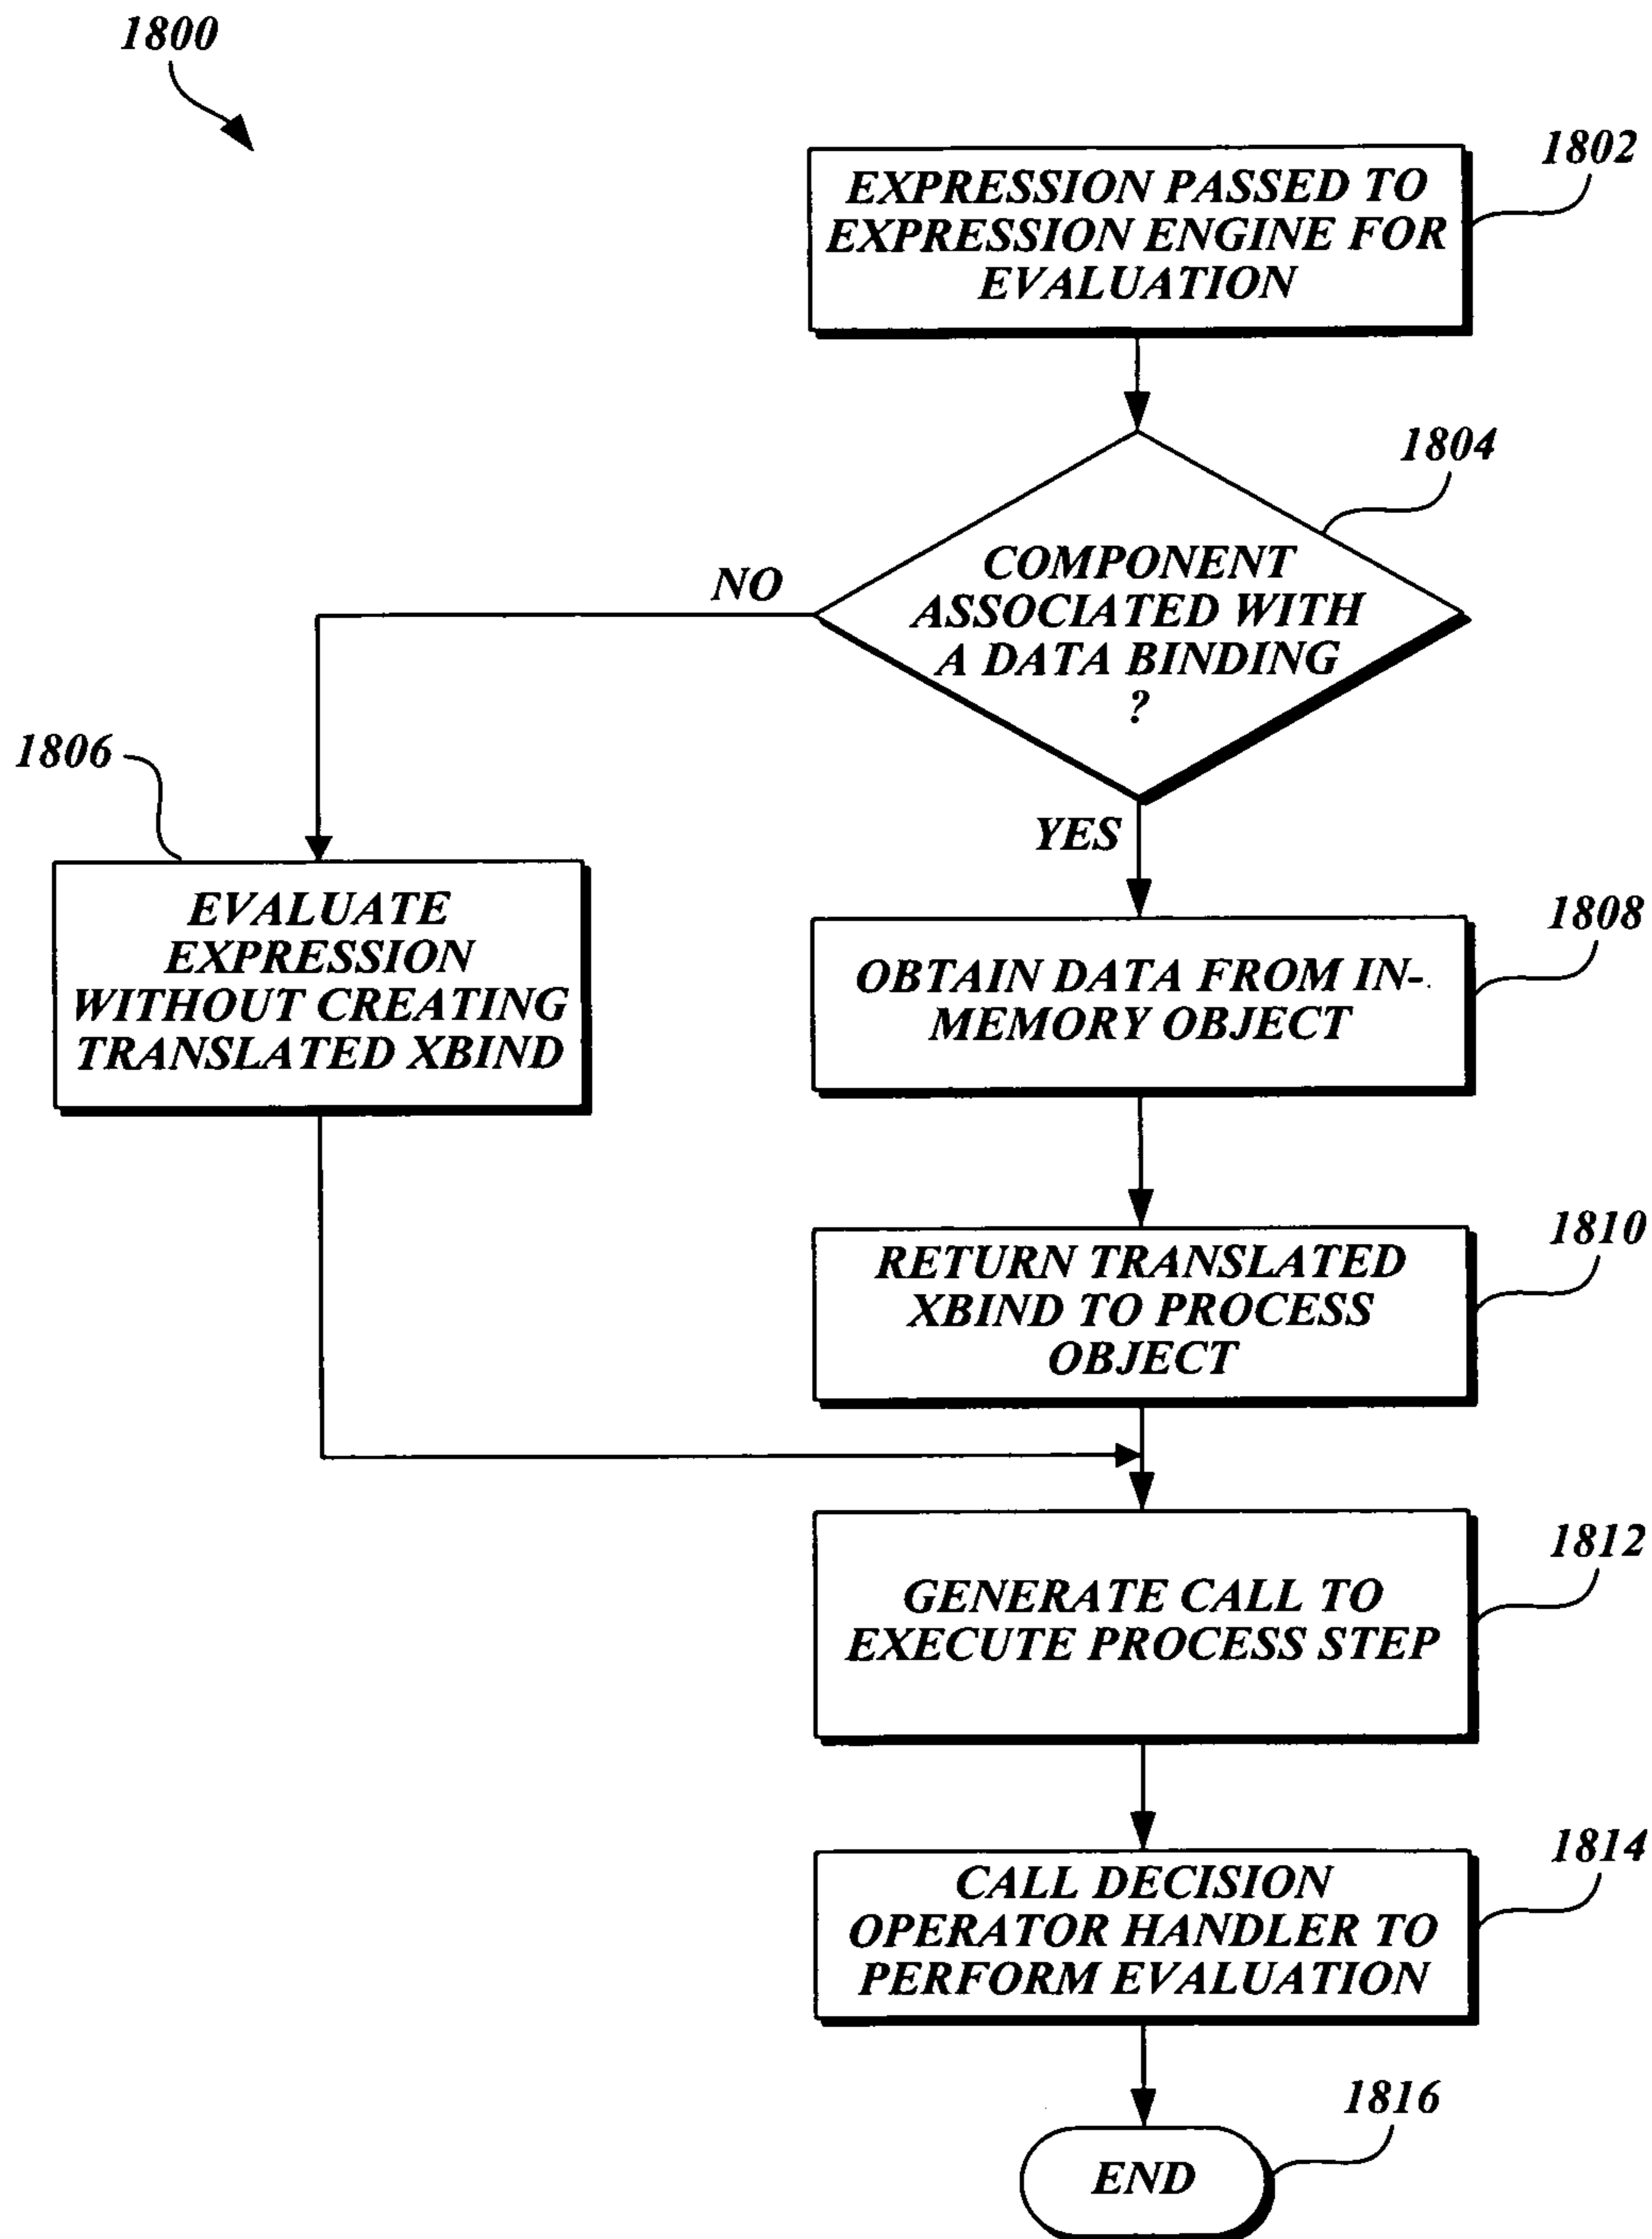 1800
1802
EXPRESSION PASSED TO
EXPRESSION ENGINE FOR
EVALUATION
1804
COMPONENT
ASSOCIATED WITH
A DATA BINDING
?
NO
YES
1806
EVALUATE
EXPRESSION
WITHOUT CREATING
TRANSLATED XBIND
1808
OBTAIN DATA FROM IN-
MEMORY OBJECT
1810
RETURN TRANSLATED
XBIND TO PROCESS
OBJECT
1812
GENERATE CALL TO
EXECUTE PROCESS STEP
1814
CALL DECISION
OPERATOR HANDLER TO
PERFORM EVALUATION
1816
END